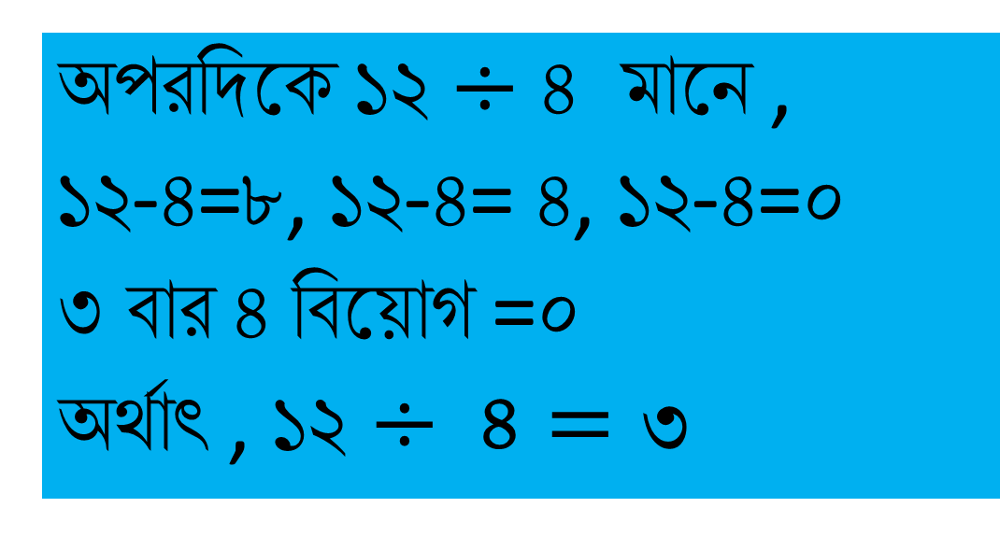 অপরদিকে ১২ ÷ ৪ মানে ,
১২-৪=৮, ১২-৪= ৪, ১২-৪=০
৩ বার ৪ বিয়োগ =০
অর্থাৎ , ১২ ÷ ৪ = ৩